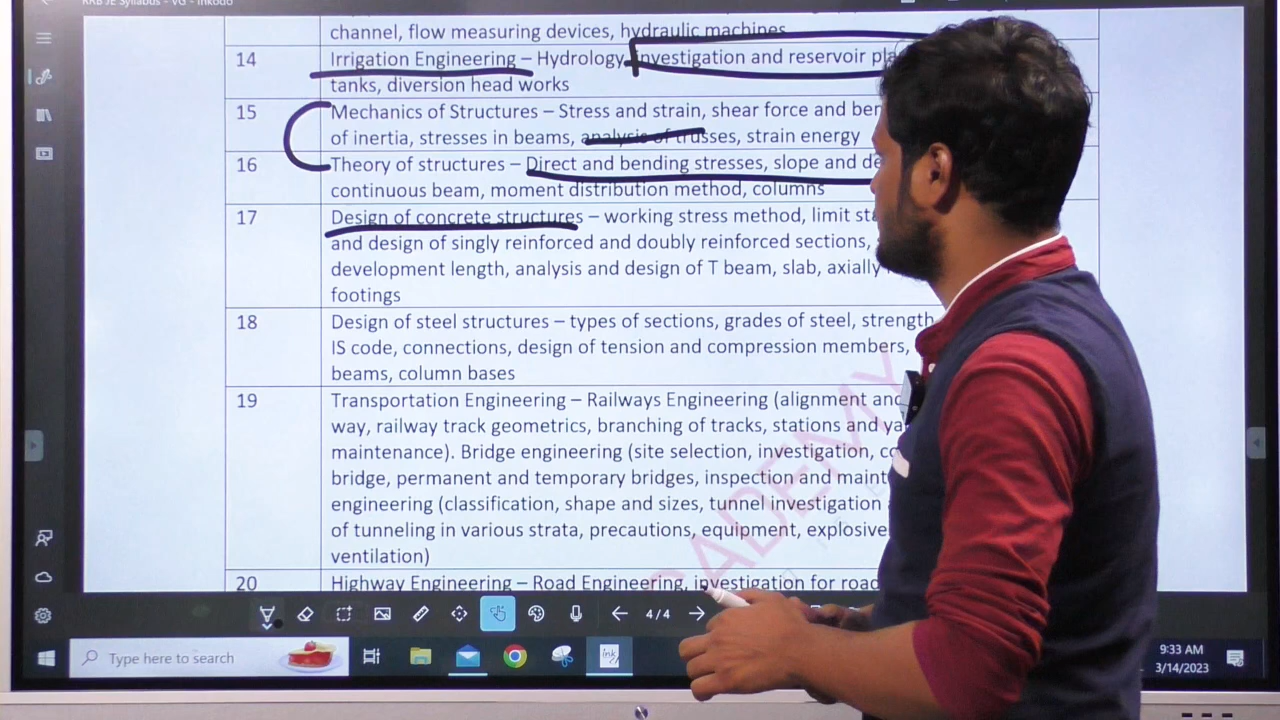 RRB JE Syllabus - VG - Inkodo
channel, flow measuring devices, hydraulic machines
14 Irrigation Engineering – Hydrology, investigation and reservoir
tanks, diversion head works
15 Mechanics of Structures – Stress and strain, shear force and
of inertia, stresses in beams, analysis of trusses, strain energy
16 Theory of structures – Direct and bending stresses, slope and
continuous beam, moment distribution method, columns
17 Design of concrete structures – working stress method, limit
and design of singly reinforced and doubly reinforced sections,
development length, analysis and design of T beam, slab, axially
footings
18 Design of steel structures – types of sections, grades of steel, strength
IS code, connections, design of tension and compression members,
beams, column bases
19 Transportation Engineering – Railways Engineering (alignment and
way, railway track geometrics, branching of tracks, stations and
maintenance). Bridge engineering (site selection, investigation,
bridge, permanent and temporary bridges, inspection and
engineering (classification, shape and sizes, tunnel investigation
of tunneling in various strata, precautions, equipment,
ventilation)
20 Highway Engineering – Road Engineering, investigation for road
4/4
Type here to search
ink
9:33 AM
3/14/2023